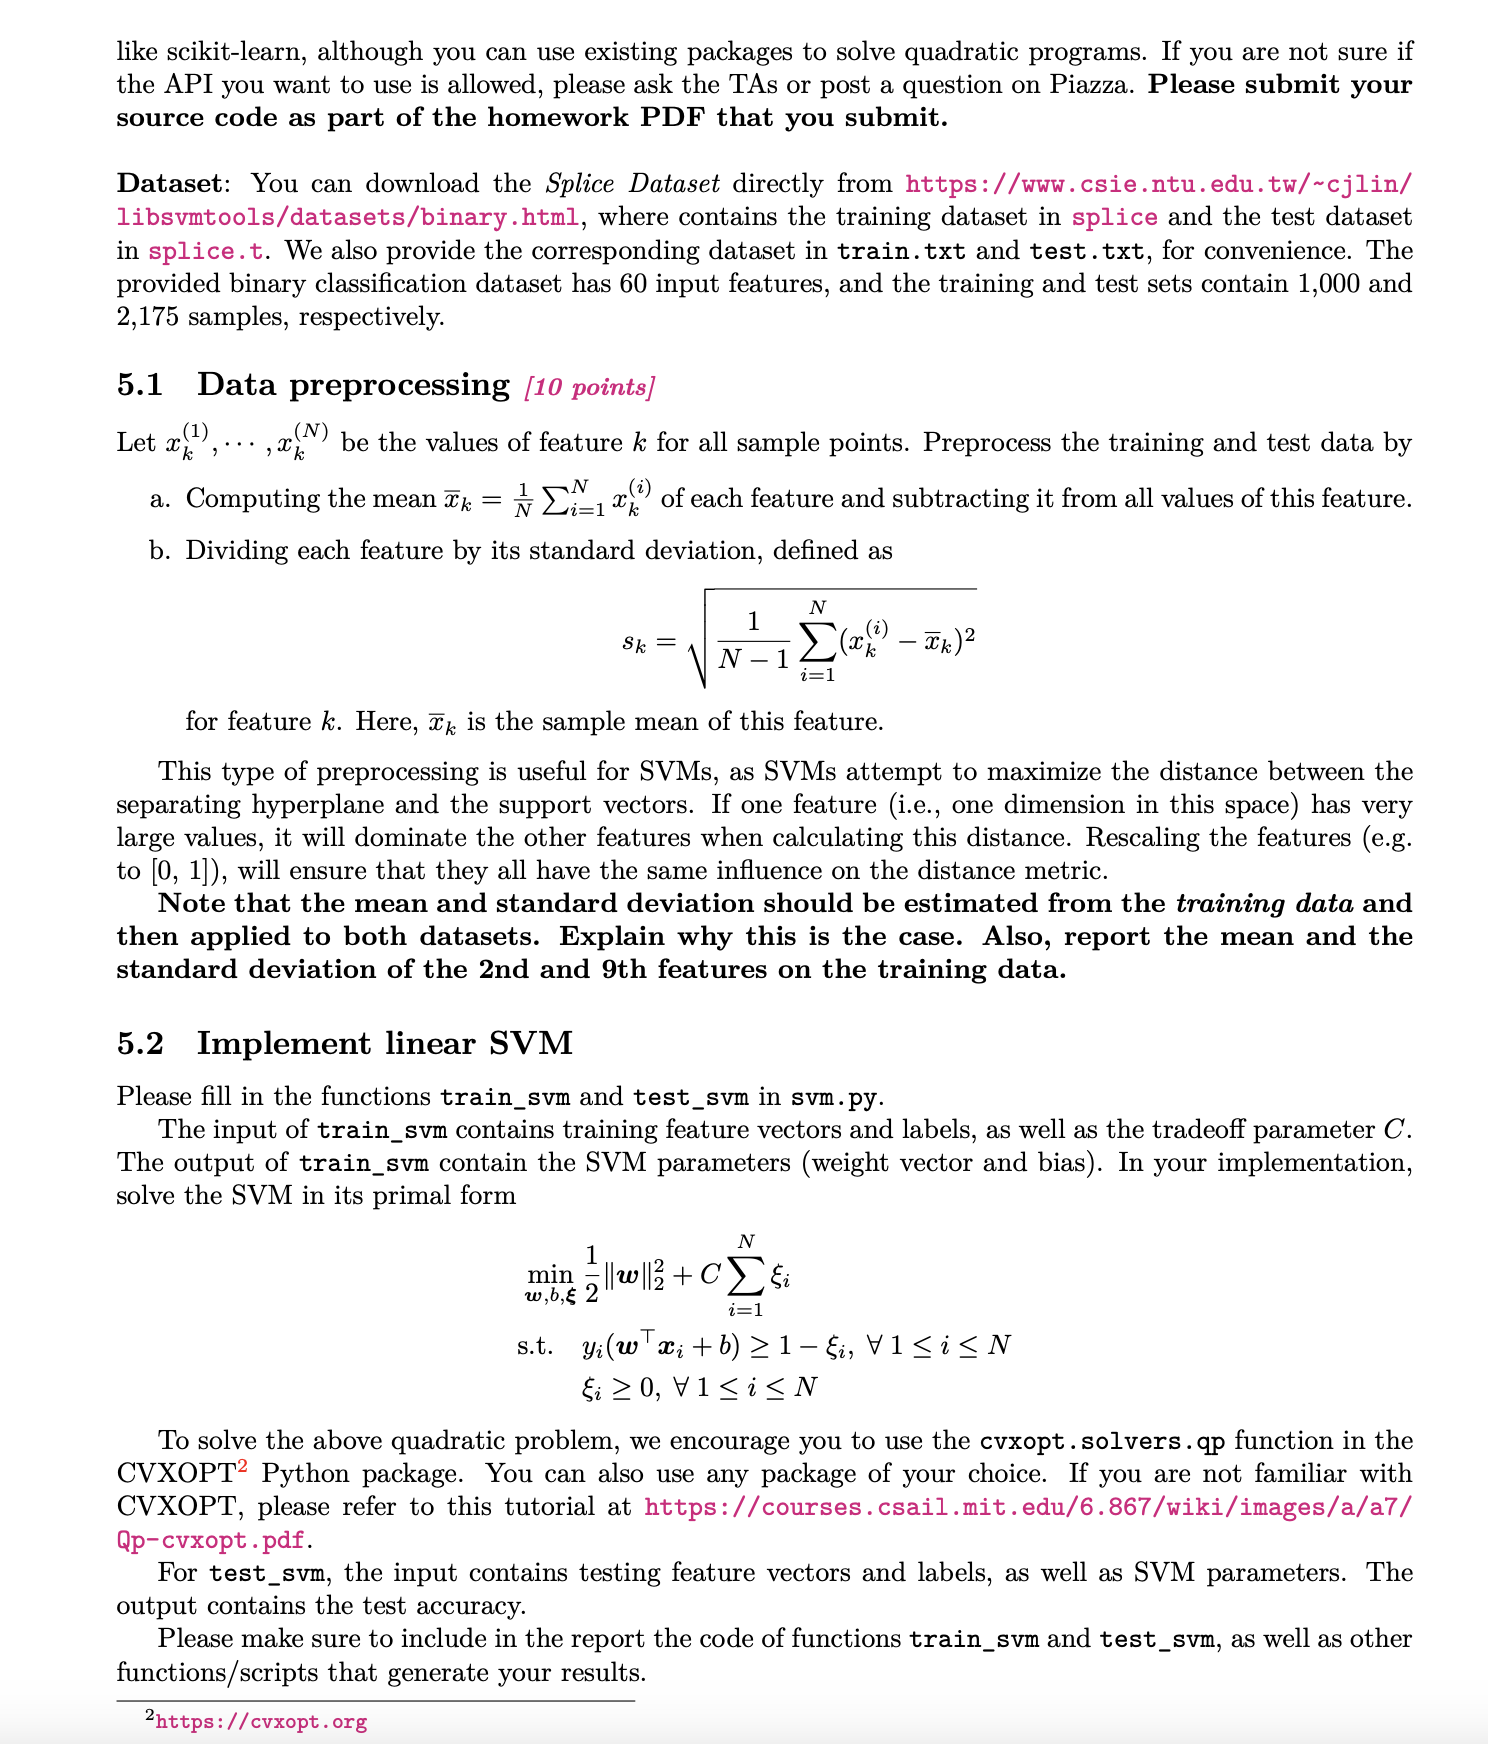 like scikit-learn, although you can use existing packages to solve quadratic programs. If you are not sure if
the API you want to use is allowed, please ask the TAs or post a question on Piazza. Please submit your
source code as part of the homework PDF that you submit.
Dataset: You can download the Splice Dataset directly from https://www.csie.ntu.edu.tw/~cjlin/
libsvmtools/datasets/binary.html, where contains the training dataset in splice and the test dataset
in splice.t. We also provide the corresponding dataset in train.txt and test.txt, for convenience. The
provided binary classification dataset has 60 input features, and the training and test sets contain 1,000 and
2,175 samples, respectively.
5.1 Data preprocessing [10 points]
Let $x_k^{(1)}, \cdots, x_k^{(N)}$ be the values of feature $k$ for all sample points. Preprocess the training and test data by
a. Computing the mean $\overline{x}_k = \frac{1}{N} \sum_{i=1}^{N} x_k^{(i)}$ of each feature and subtracting it from all values of this feature.
b. Dividing each feature by its standard deviation, defined as
$s_k = \sqrt{\frac{1}{N-1} \sum_{i=1}^{N} (x_k^{(i)} - \overline{x}_k)^2}$
for feature $k$. Here, $\overline{x}_k$ is the sample mean of this feature.
This type of preprocessing is useful for SVMs, as SVMs attempt to maximize the distance between the
separating hyperplane and the support vectors. If one feature (i.e., one dimension in this space) has very
large values, it will dominate the other features when calculating this distance. Rescaling the features (e.g.
to [0, 1]), will ensure that they all have the same influence on the distance metric.
Note that the mean and standard deviation should be estimated from the training data and
then applied to both datasets. Explain why this is the case. Also, report the mean and the
standard deviation of the 2nd and 9th features on the training data.
5.2 Implement linear SVM
Please fill in the functions train_svm and test_svm in svm.py.
The input of train_svm contains training feature vectors and labels, as well as the tradeoff parameter $C$.
The output of train_svm contain the SVM parameters (weight vector and bias). In your implementation,
solve the SVM in its primal form
$\min_{\boldsymbol{w},b,\boldsymbol{\xi}} \frac{1}{2} \|\boldsymbol{w}\|_2^2 + C \sum_{i=1}^{N} \xi_i$
s.t. $y_i(\boldsymbol{w}^\top \boldsymbol{x}_i + b) \geq 1 - \xi_i, \forall\, 1 \leq i \leq N$
$\xi_i \geq 0, \forall\, 1 \leq i \leq N$
To solve the above quadratic problem, we encourage you to use the cvxopt.solvers.qp function in the
CVXOPT² Python package. You can also use any package of your choice. If you are not familiar with
CVXOPT, please refer to this tutorial at https://courses.csail.mit.edu/6.867/wiki/images/a/a7/
Qp-cvxopt.pdf.
For test_svm, the input contains testing feature vectors and labels, as well as SVM parameters. The
output contains the test accuracy.
Please make sure to include in the report the code of functions train_svm and test_svm, as well as other
functions/scripts that generate your results.
²https://cvxopt.org